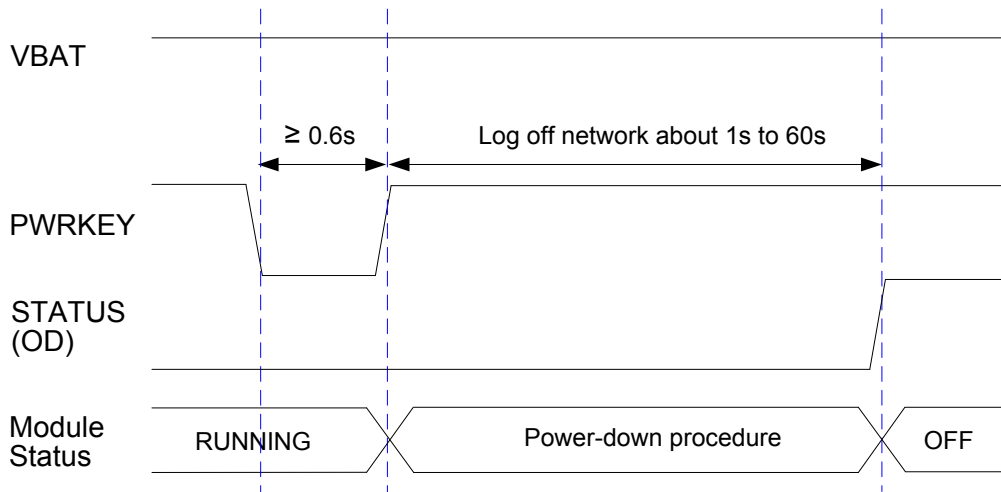 VBAT
≥ 0.6s
Log off network about 1s to 60s
PWRKEY
STATUS
(OD)
Module
Status
RUNNING
Power-down procedure
OFF